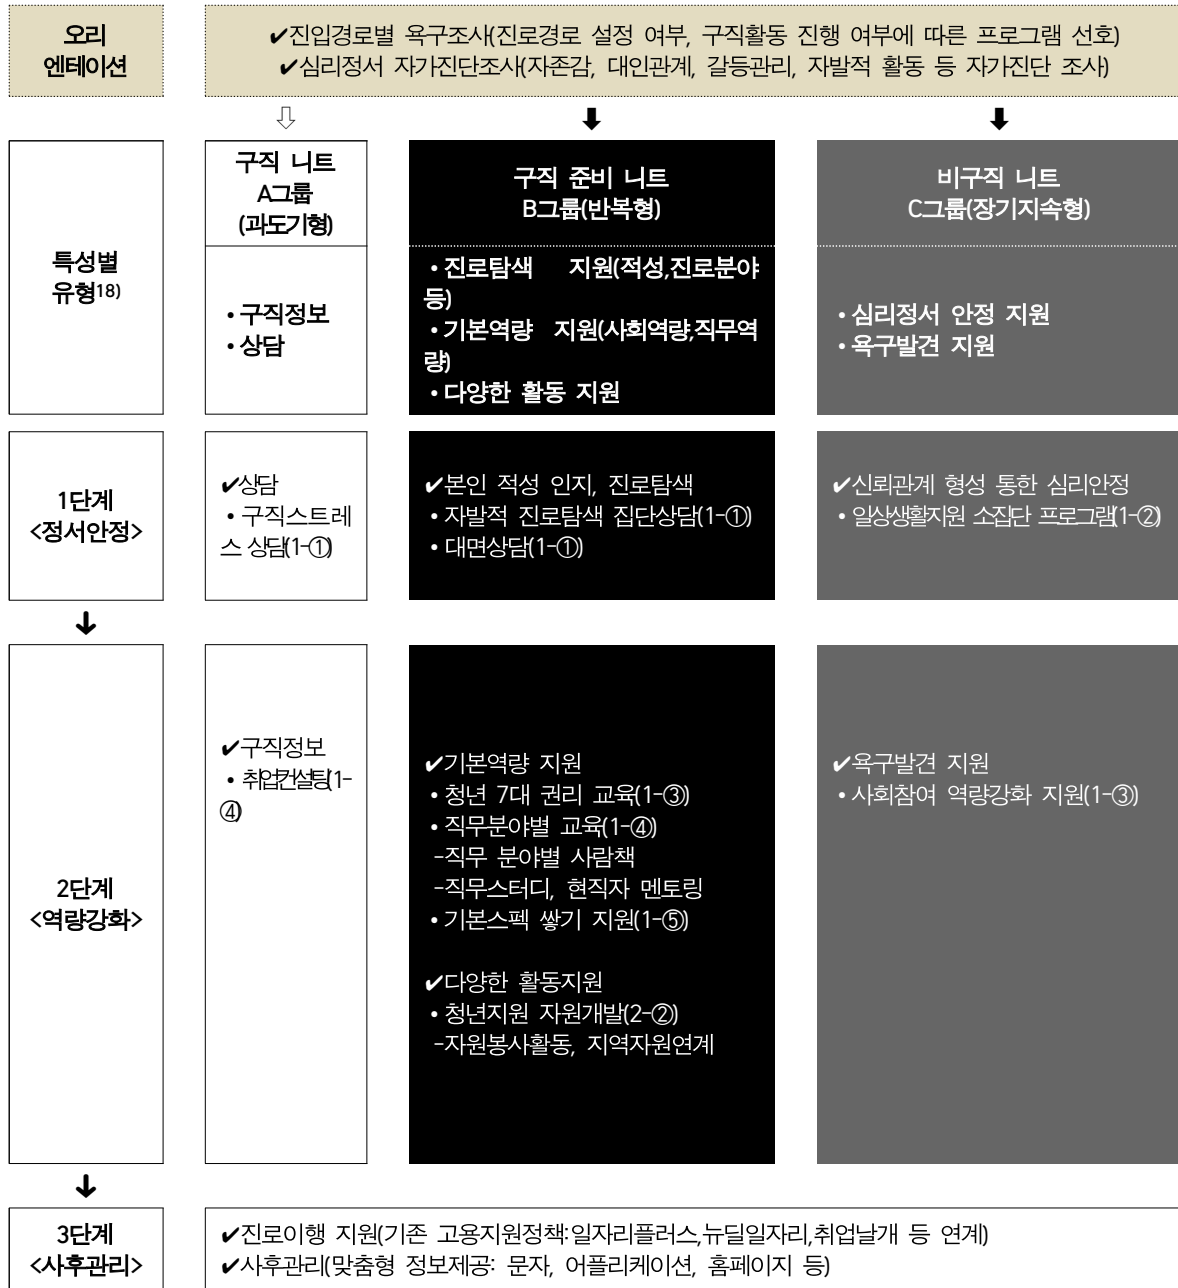 오리
엔테이션
✔진입경로별 욕구조사(진로경로 설정 여부, 구직활동 진행 여부에 따른 프로그램 선호)
✔심리정서 자가진단조사(자존감, 대인관계, 갈등관리, 자발적 활동 등 자가진단 조사)
특성별
유형18)
구직 니트
A그룹
(과도기형)
• 구직정보
• 상담
구직 준비 니트
B그룹(반복형)
• 진로탐색 지원(적성,진로분야
등)
• 기본역량 지원(사회역량,직무역
량)
• 다양한 활동 지원
비구직 니트
C그룹(장기지속형)
• 심리정서 안정 지원
• 욕구발견 지원
1단계
<정서안정>
✔상담
• 구직스트레
스 상담(1-①)
✔본인 적성 인지, 진로탐색
• 자발적 진로탐색 집단상담(1-①)
• 대면상담(1-①)
✔신뢰관계 형성 통한 심리안정
• 일상생활지원 소집단 프로그램(1-②)
2단계
<역량강화>
✔구직정보
• 취업컨설팅(1-
④)
✔기본역량 지원
• 청년 7대 권리 교육(1-③)
• 직무분야별 교육(1-④)
-직무 분야별 사람책
-직무스터디, 현직자 멘토링
• 기본스펙 쌓기 지원(1-⑤)
✔다양한 활동지원
• 청년지원 자원개발(2-②)
-자원봉사활동, 지역자원연계
✔욕구발견 지원
• 사회참여 역량강화 지원(1-③)
3단계
<사후관리>
✔진로이행 지원(기존 고용지원정책:일자리플러스,뉴딜일자리,취업날개 등 연계)
✔사후관리(맞춤형 정보제공: 문자, 어플리케이션, 홈페이지 등)